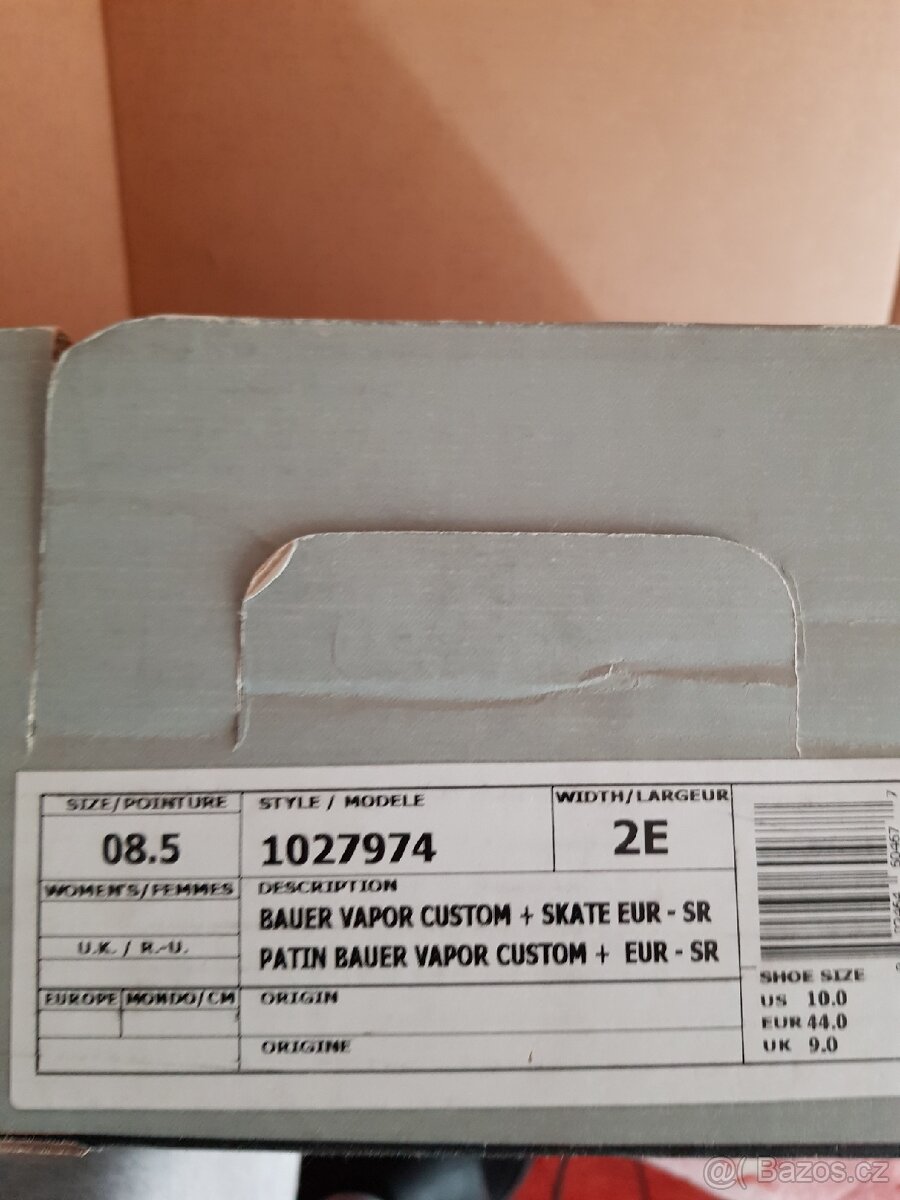 SIZE/POINTURE
08.5
STYLE / MODELE
1027974
WIDTH/LARGEUR
2E
WOMEN'S/FEMMES
DESCRIPTION
BAUER VAPOR CUSTOM + SKATE EUR - SR
PATIN BAUER VAPOR CUSTOM + EUR - SR
U.K. / R.-U.
EUROPE
MONDO/CM
ORIGIN
ORIGINE
50467
7
SHOE SIZE
US 10.0
EUR 44.0
UK 9.0
@( Bazos.cz